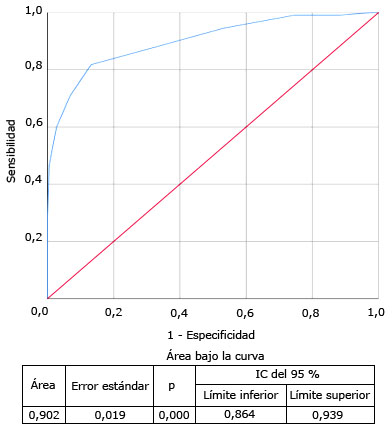 1,0
0,8
0,6
0,4
0,2
Sensibilidad
0,0 0,2 0,4 0,6 0,8 1,0
1 - Especificidad
Área bajo la curva
Área Error estándar p IC del 95 %
Límite inferior Límite superior
0,902 0,019 0,000 0,864 0,939